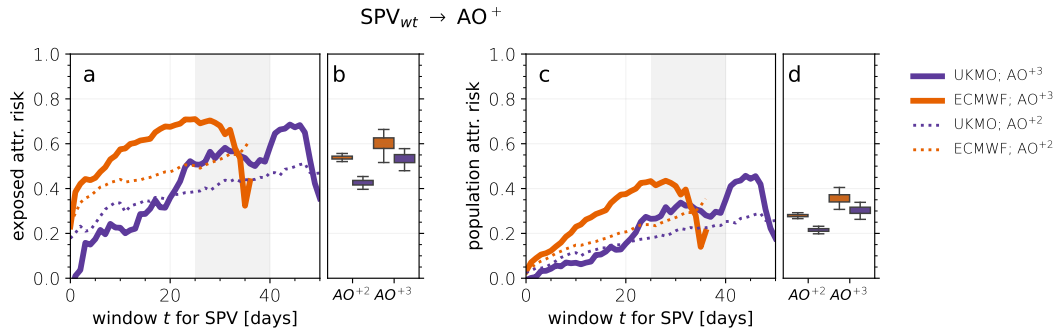 SPV_wt → AO⁺
a
b
c
d
exposed attr. risk
1.0
0.8
0.6
0.4
0.2
0.0
0
20
40
window t for SPV [days]
AO⁺² AO⁺³
population attr. risk
1.0
0.8
0.6
0.4
0.2
0.0
0
20
40
window t for SPV [days]
AO⁺² AO⁺³
UKMO; AO⁺³
ECMWF; AO⁺³
UKMO; AO⁺²
ECMWF; AO⁺²